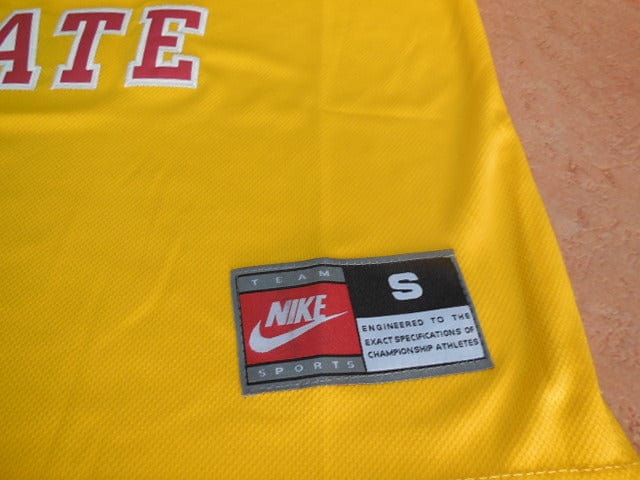 ATE
TEAM
NIKE
SPORTS
S
ENGINEERED TO THE
EXACT SPECIFICATIONS OF
CHAMPIONSHIP ATHLETES